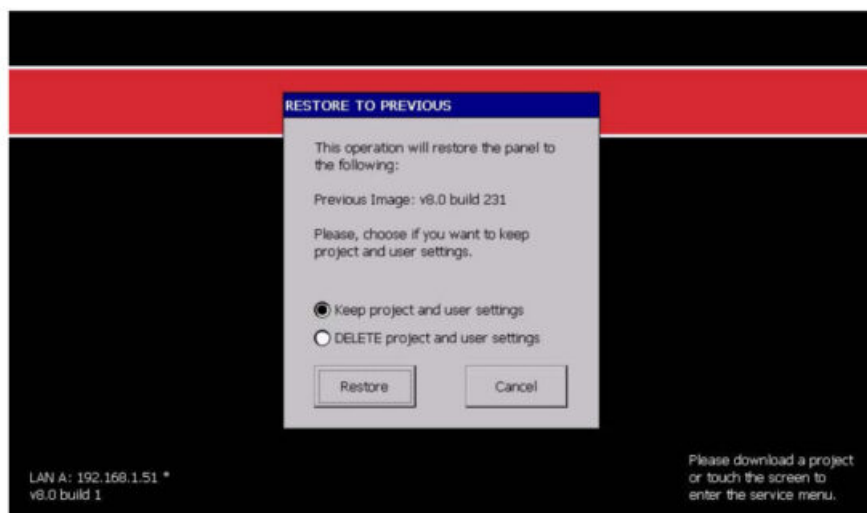 RESTORE TO PREVIOUS
This operation will restore the panel to
the following:
Previous Image: v8.0 build 231
Please, choose if you want to keep
project and user settings.
Keep project and user settings
DELETE project and user settings
Restore
Cancel
LAN A: 192.168.1.51 *
v8.0 build 1
Please download a project
or touch the screen to
enter the service menu.